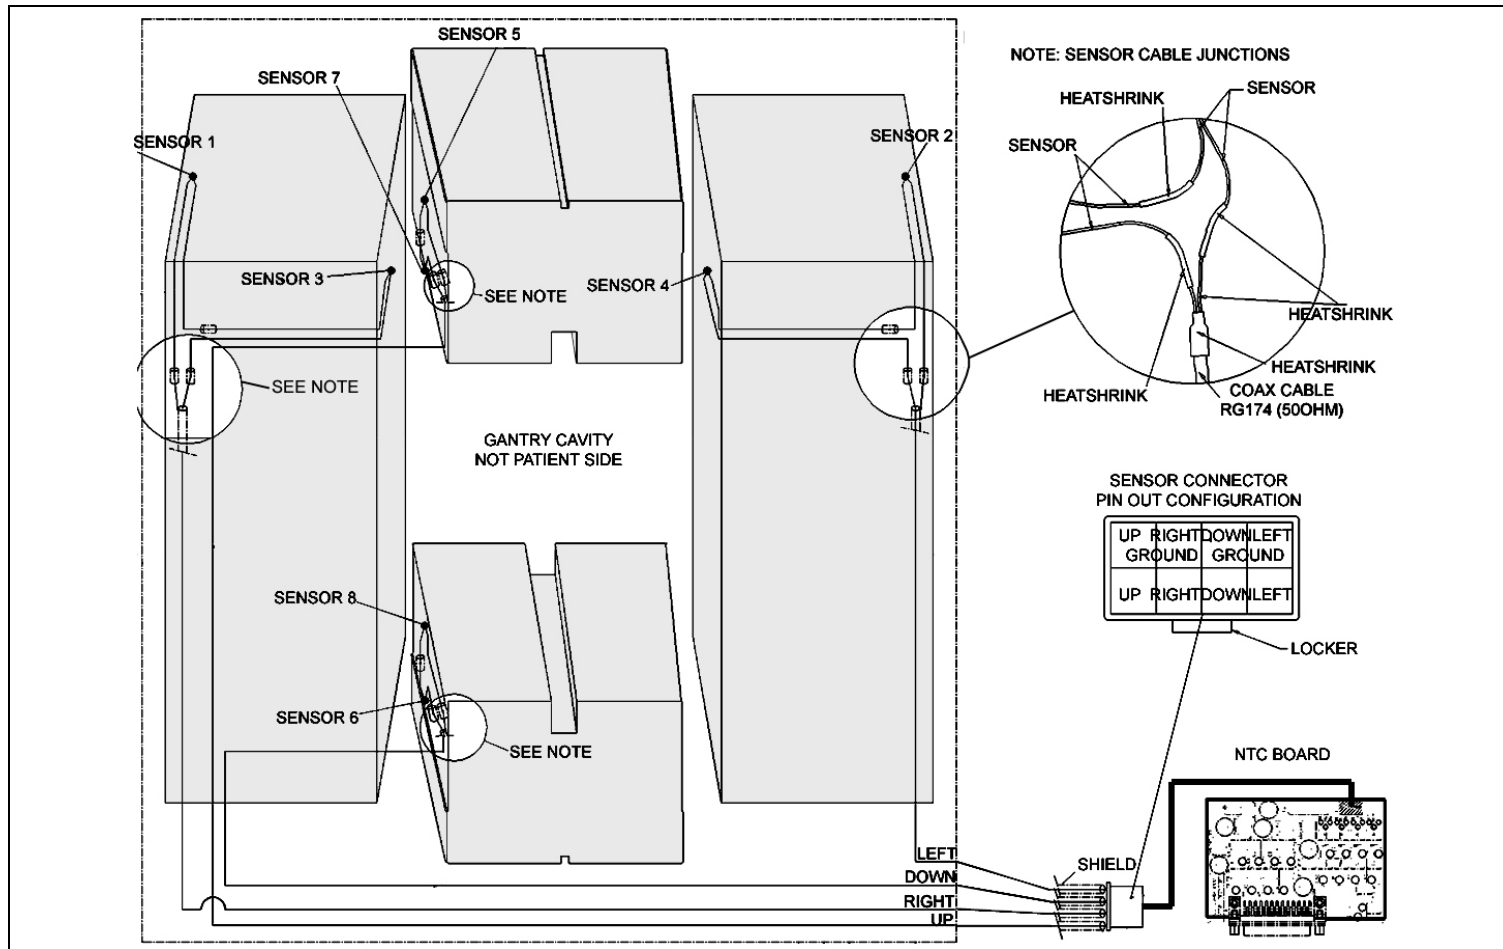 SENSOR 5
SENSOR 7
SENSOR 1
SENSOR 2
SENSOR 3
SEE NOTE
SENSOR 4
SEE NOTE
GANTRY CAVITY
NOT PATIENT SIDE
SENSOR 8
SENSOR 6
SEE NOTE
LEFT
DOWN
RIGHT
UP
NOTE: SENSOR CABLE JUNCTIONS
SENSOR
HEATSHRINK
SENSOR
HEATSHRINK
HEATSHRINK
HEATSHRINK
COAX CABLE
RG174 (50OHM)
SENSOR CONNECTOR
PIN OUT CONFIGURATION
UP RIGHT DOWN LEFT
GROUND GROUND
UP RIGHT DOWN LEFT
LOCKER
NTC BOARD
SHIELD